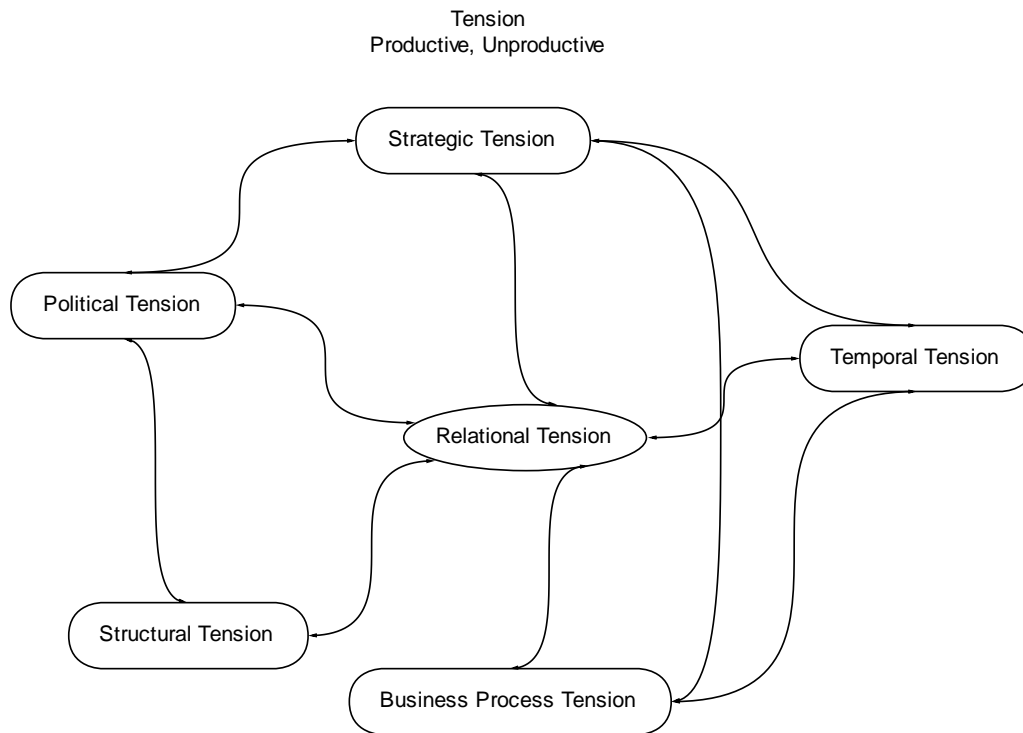 Tension
Productive, Unproductive
Strategic Tension
Political Tension
Temporal Tension
Relational Tension
Structural Tension
Business Process Tension